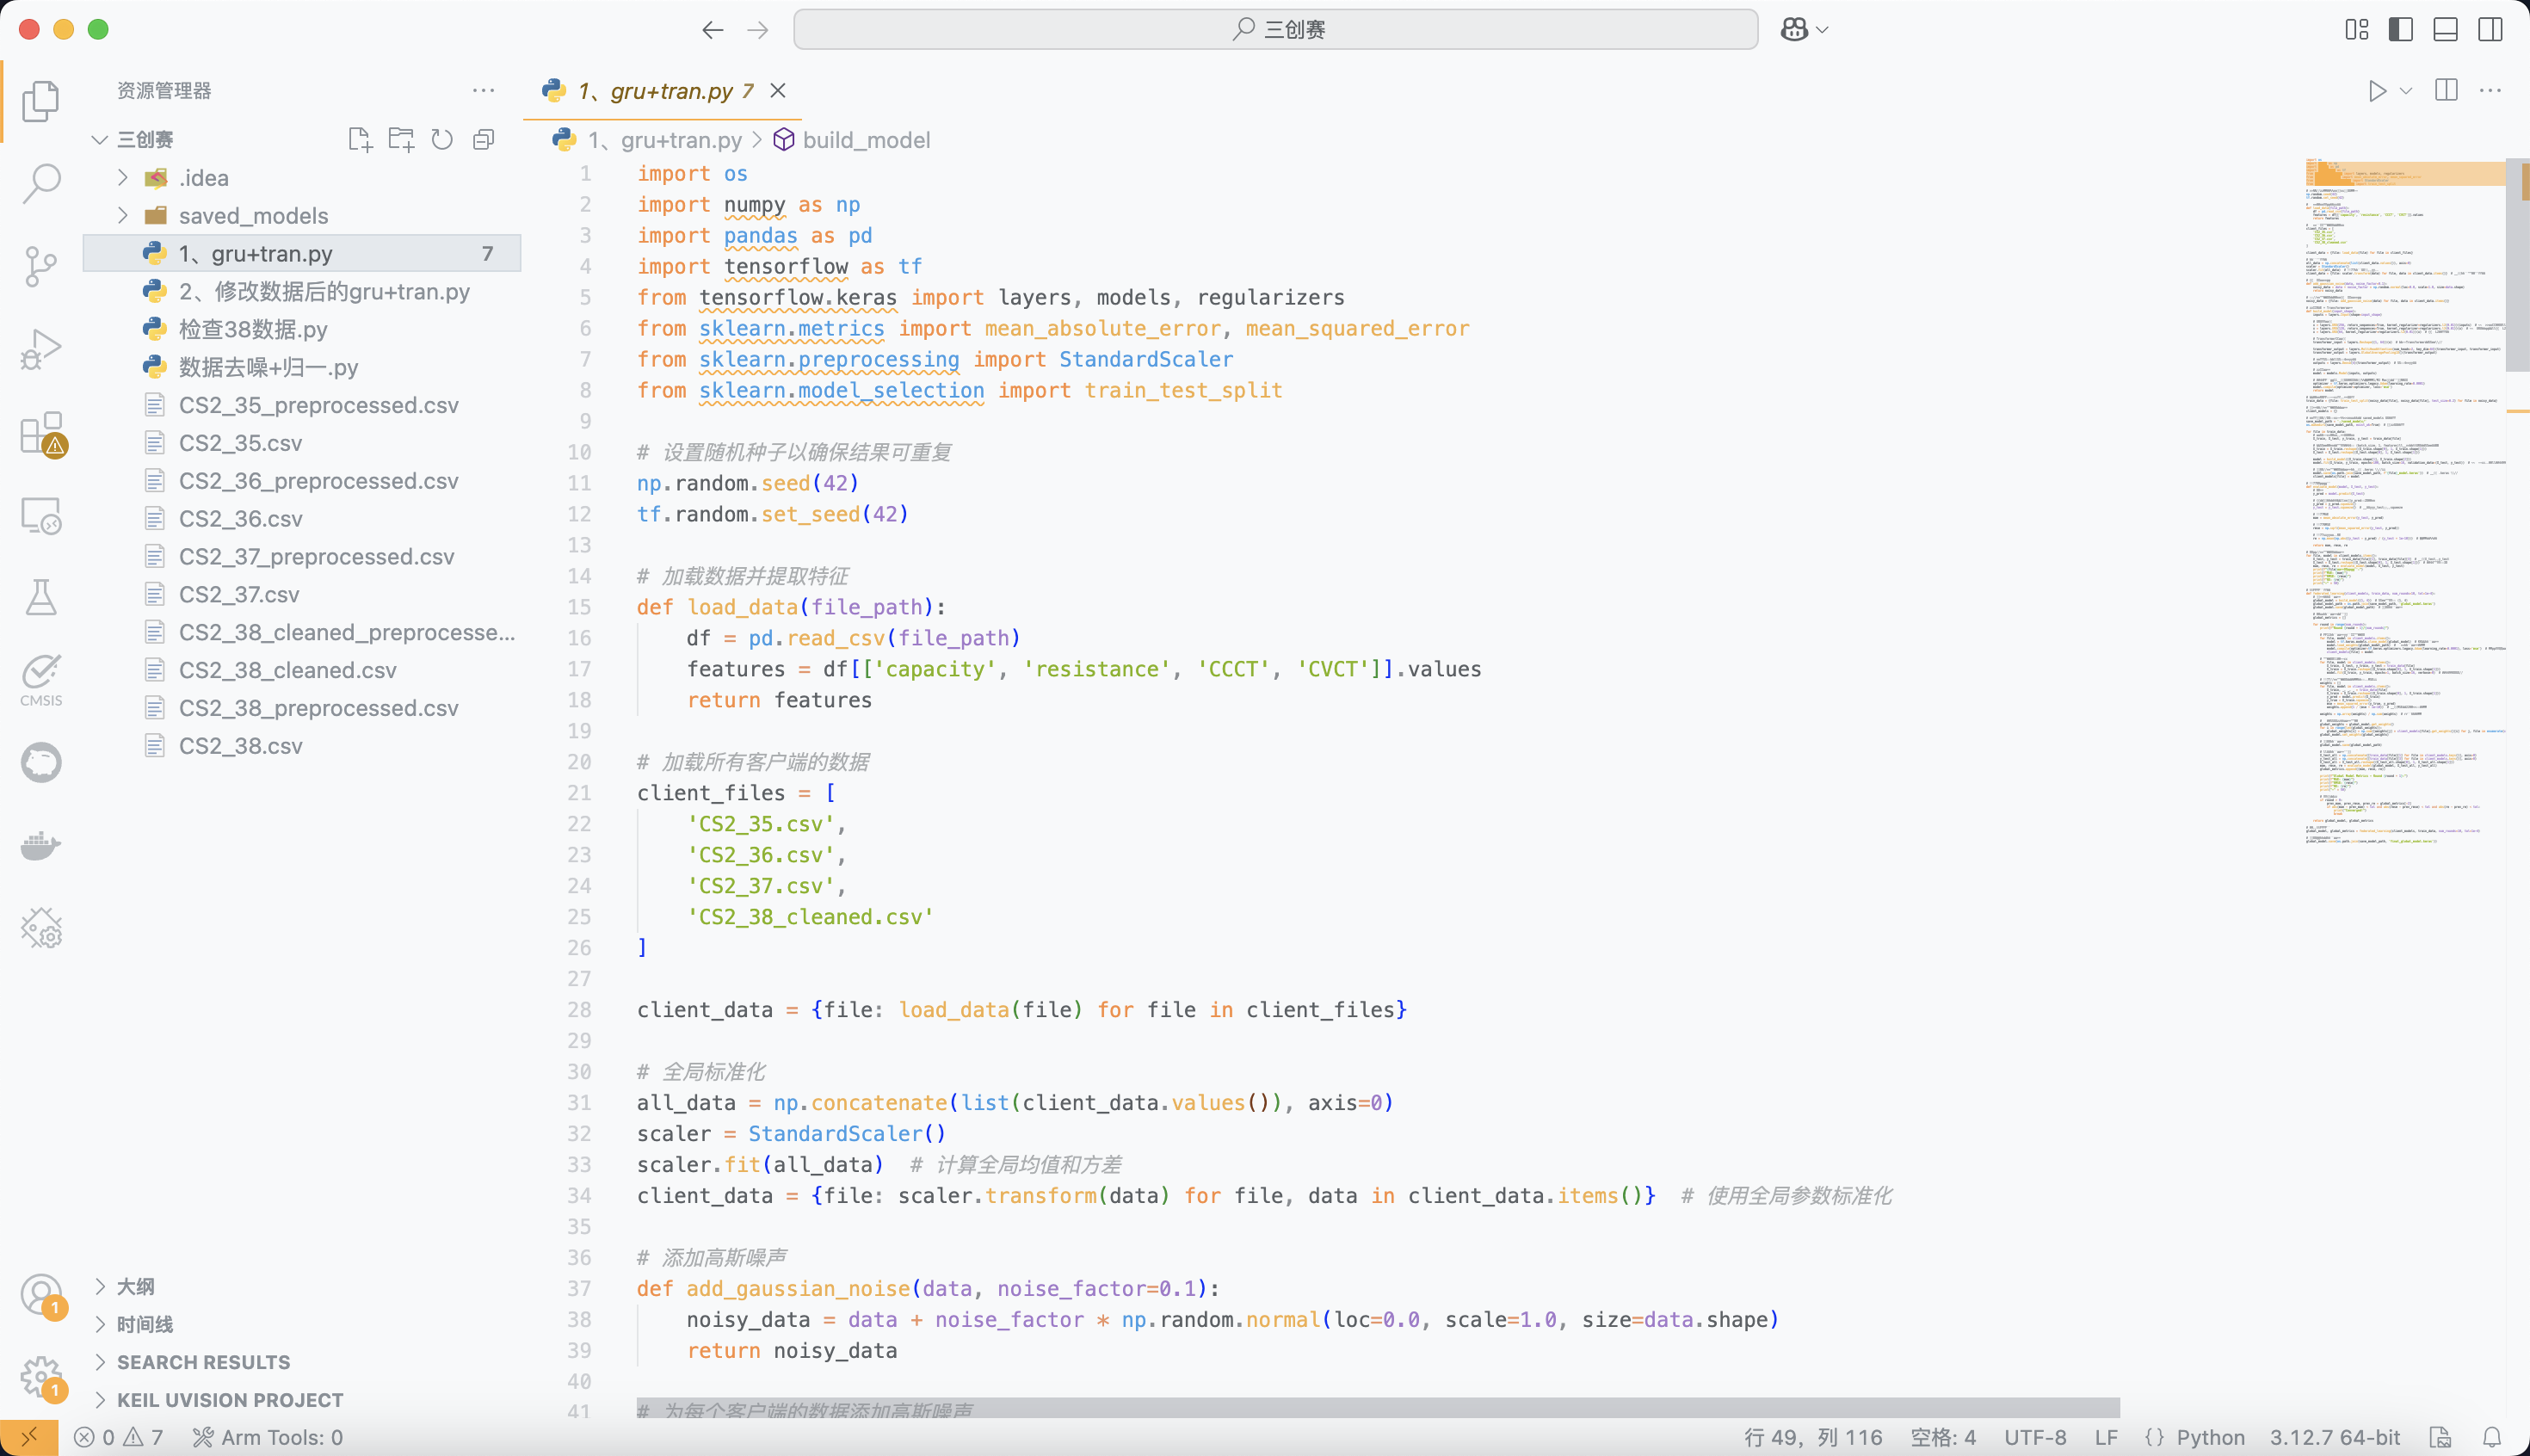 三创赛
资源管理器
三创赛
.idea
saved_models
1、gru+tran.py 7
2、修改数据后的gru+tran.py
检查38数据.py
数据去噪+归一.py
CS2_35_preprocessed.csv
CS2_35.csv
CS2_36_preprocessed.csv
CS2_36.csv
CS2_37_preprocessed.csv
CS2_37.csv
CS2_38_cleaned_preprocesse...
CS2_38_cleaned.csv
CS2_38_preprocessed.csv
CS2_38.csv
CMSIS
大纲
时间线
SEARCH RESULTS
KEIL UVISION PROJECT
1
1
1、gru+tran.py 7
1、gru+tran.py > build_model
1 import os
2 import numpy as np
3 import pandas as pd
4 import tensorflow as tf
5 from tensorflow.keras import layers, models, regularizers
6 from sklearn.metrics import mean_absolute_error, mean_squared_error
7 from sklearn.preprocessing import StandardScaler
8 from sklearn.model_selection import train_test_split
9
10 # 设置随机种子以确保结果可重复
11 np.random.seed(42)
12 tf.random.set_seed(42)
13
14 # 加载数据并提取特征
15 def load_data(file_path):
16     df = pd.read_csv(file_path)
17     features = df[['capacity', 'resistance', 'CCCT', 'CVCT']].values
18     return features
19
20 # 加载所有客户端的数据
21 client_files = [
22     'CS2_35.csv',
23     'CS2_36.csv',
24     'CS2_37.csv',
25     'CS2_38_cleaned.csv'
26 ]
27
28 client_data = {file: load_data(file) for file in client_files}
29
30 # 全局标准化
31 all_data = np.concatenate(list(client_data.values()), axis=0)
32 scaler = StandardScaler()
33 scaler.fit(all_data)  # 计算全局均值和方差
34 client_data = {file: scaler.transform(data) for file, data in client_data.items()}  # 使用全局参数标准化
35
36 # 添加高斯噪声
37 def add_gaussian_noise(data, noise_factor=0.1):
38     noisy_data = data + noise_factor * np.random.normal(loc=0.0, scale=1.0, size=data.shape)
39     return noisy_data
40
41 # 为每个客户端的数据添加高斯噪声
0 7 Arm Tools: 0
行 49，列 116 空格: 4 UTF-8 LF {} Python 3.12.7 64-bit